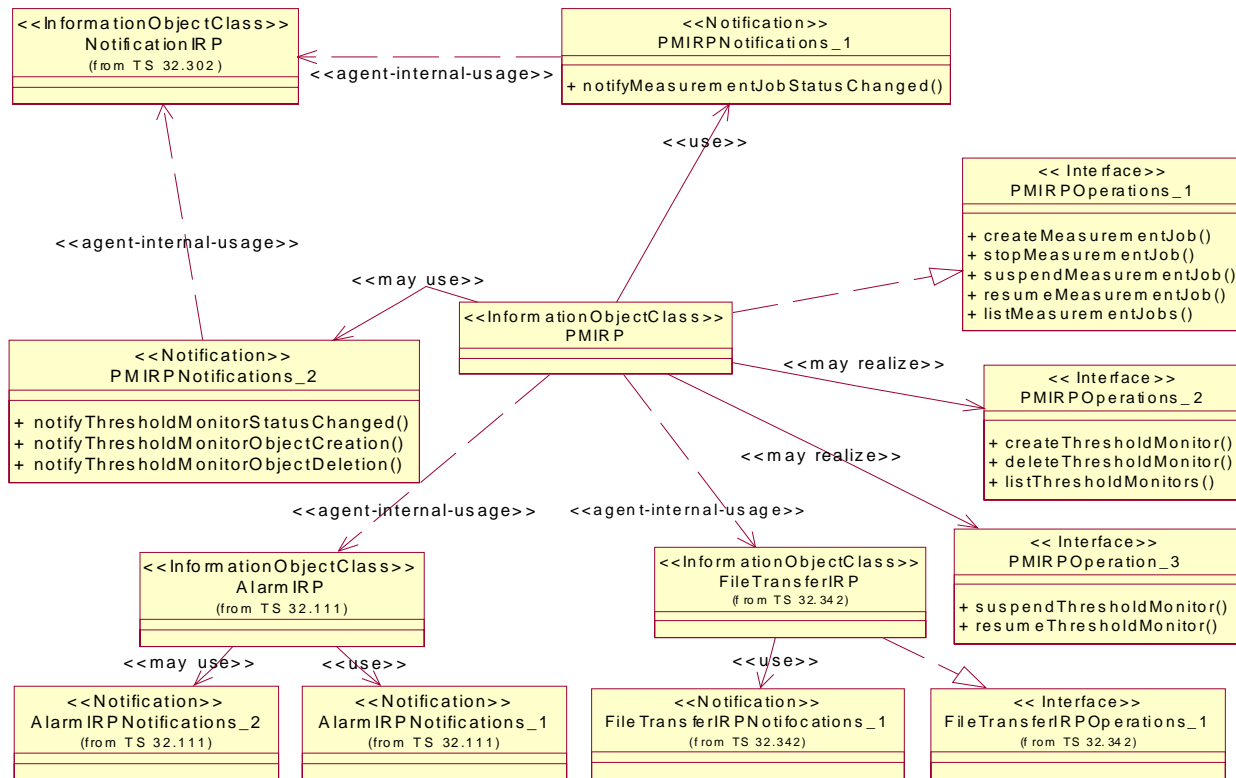 <<InformationObjectClass>>
NotificationIRP
(from TS 32.302)
<<Notification>>
PMIRPNotifications_1
+ notifyMeasurementJobStatusChanged()
<<agent-internal-usage>>
<<use>>
<< Interface>>
PMIRPOperations_1
+ createMeasurementJob()
+ stopMeasurementJob()
+ suspendMeasurementJob()
+ resumeMeasurementJob()
+ listMeasurementJobs()
<<agent-internal-usage>>
<<may use>>
<<InformationObjectClass>>
PMIRP
<<Notification>>
PMIRPNotifications_2
+ notifyThresholdMonitorStatusChanged()
+ notifyThresholdMonitorObjectCreation()
+ notifyThresholdMonitorObjectDeletion()
<<may realize>>
<< Interface>>
PMIRPOperations_2
+ createThresholdMonitor()
+ deleteThresholdMonitor()
+ listThresholdMonitors()
<<may realize>>
<<agent-internal-usage>>
<<agent-internal-usage>>
<< Interface>>
PMIRPOperation_3
+ suspendThresholdMonitor()
+ resumeThresholdMonitor()
<<InformationObjectClass>>
AlarmIRP
(from TS 32.111)
<<InformationObjectClass>>
FileTransferIRP
(from TS 32.342)
<<may use>>
<<use>>
<<use>>
<<Notification>>
AlarmIRPNotifications_2
(from TS 32.111)
<<Notification>>
AlarmIRPNotifications_1
(from TS 32.111)
<<Notification>>
FileTransferIRPNotifocations_1
(from TS 32.342)
<< Interface>>
FileTransferIRPOperations_1
(from TS 32.342)